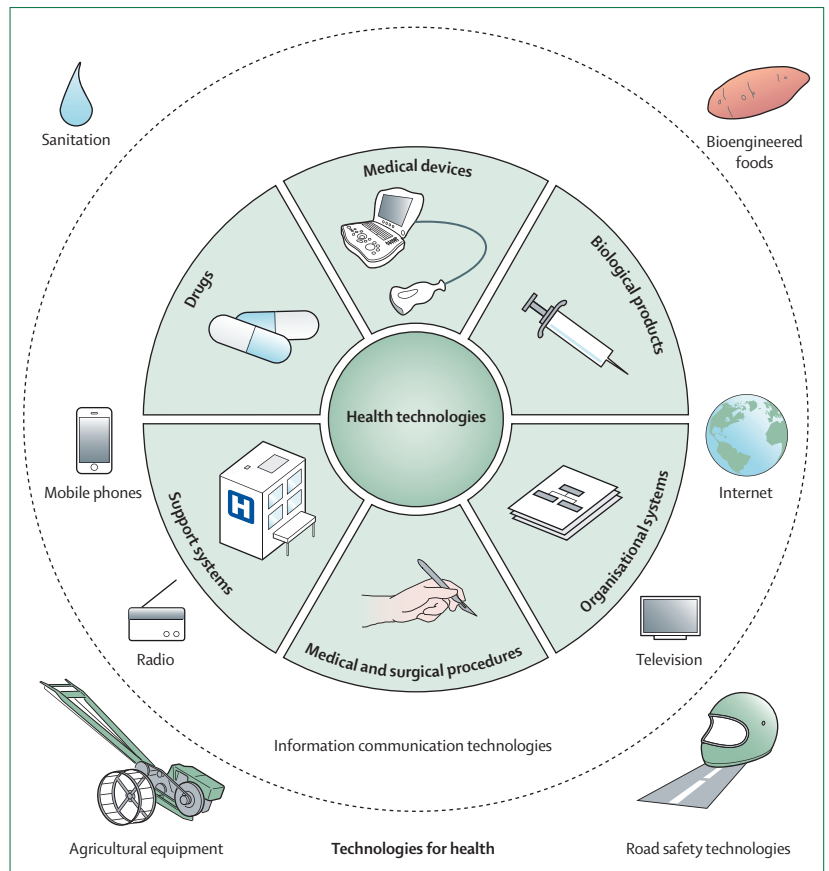 Sanitation
Bioengineered
foods
Medical devices
Drugs
Biological
products
Health technologies
Mobile phones
Internet
Support systems
H
Organisational systems
Medical and surgical procedures
Radio
Television
Information communication technologies
Agricultural equipment
Technologies for health
Road safety technologies